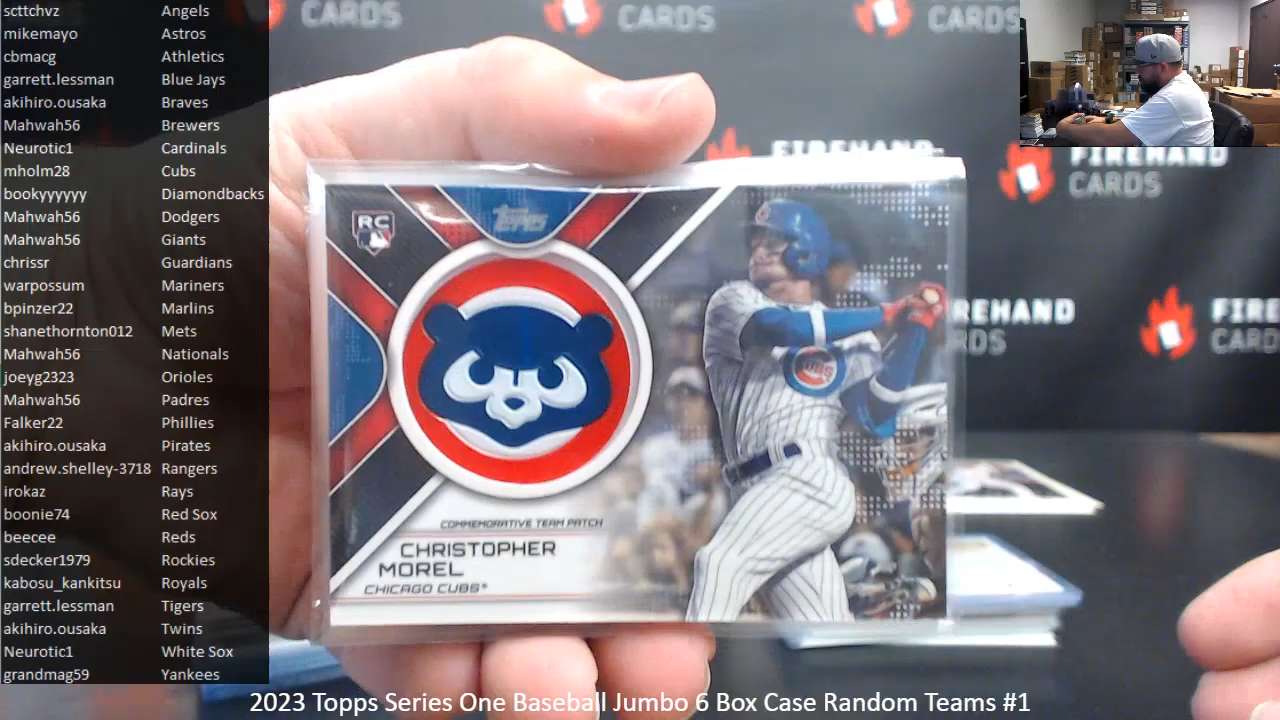 scttchvz Angels
mikemayo Astros
cbmacg Athletics
garrett.lessman Blue Jays
akihiro.ousaka Braves
Mahwah56 Brewers
Neurotic1 Cardinals
mholm28 Cubs
bookyyyyyy Diamondbacks
Mahwah56 Dodgers
Mahwah56 Giants
chrissr Guardians
warpossum Mariners
bpinzer22 Marlins
shanethornton012 Mets
Mahwah56 Nationals
joeyg2323 Orioles
Mahwah56 Padres
Falker22 Phillies
akihiro.ousaka Pirates
andrew.shelley-3718 Rangers
irokaz Rays
boonie74 Red Sox
beecee Reds
sdecker1979 Rockies
kabosu_kankitsu Royals
garrett.lessman Tigers
akihiro.ousaka Twins
Neurotic1 White Sox
grandmag59 Yankees
CARDS
CARDS
CARDS
FIREHAND
FIREHAND
CARDS
FIREHAND
RDS
FIRE
CARD
RC
Topps
CUBS
COMMEMORATIVE TEAM PATCH
CHRISTOPHER
MOREL
CHICAGO CUBS®
2023 Topps Series One Baseball Jumbo 6 Box Case Random Teams #1